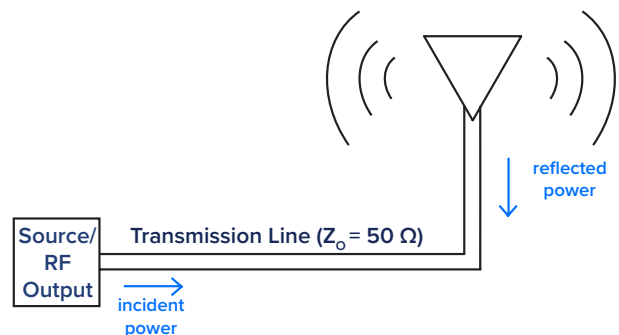 reflected
power
Source/
RF
Output
Transmission Line (Zo = 50 Ω)
incident
power